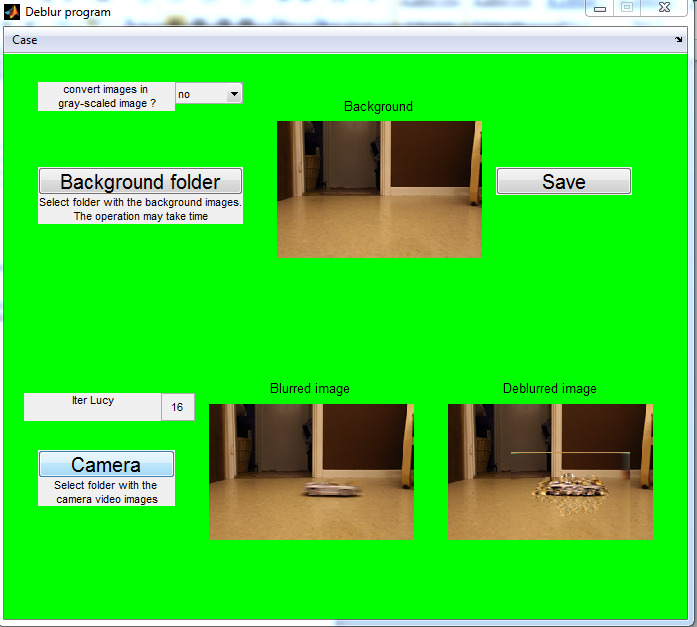 Deblur program
Case
convert images in
gray-scaled image ?
no
Background
Background folder
Select folder with the background images.
The operation may take time
Save
Iter Lucy
16
Blurred image
Deblurred image
Camera
Select folder with the
camera video images